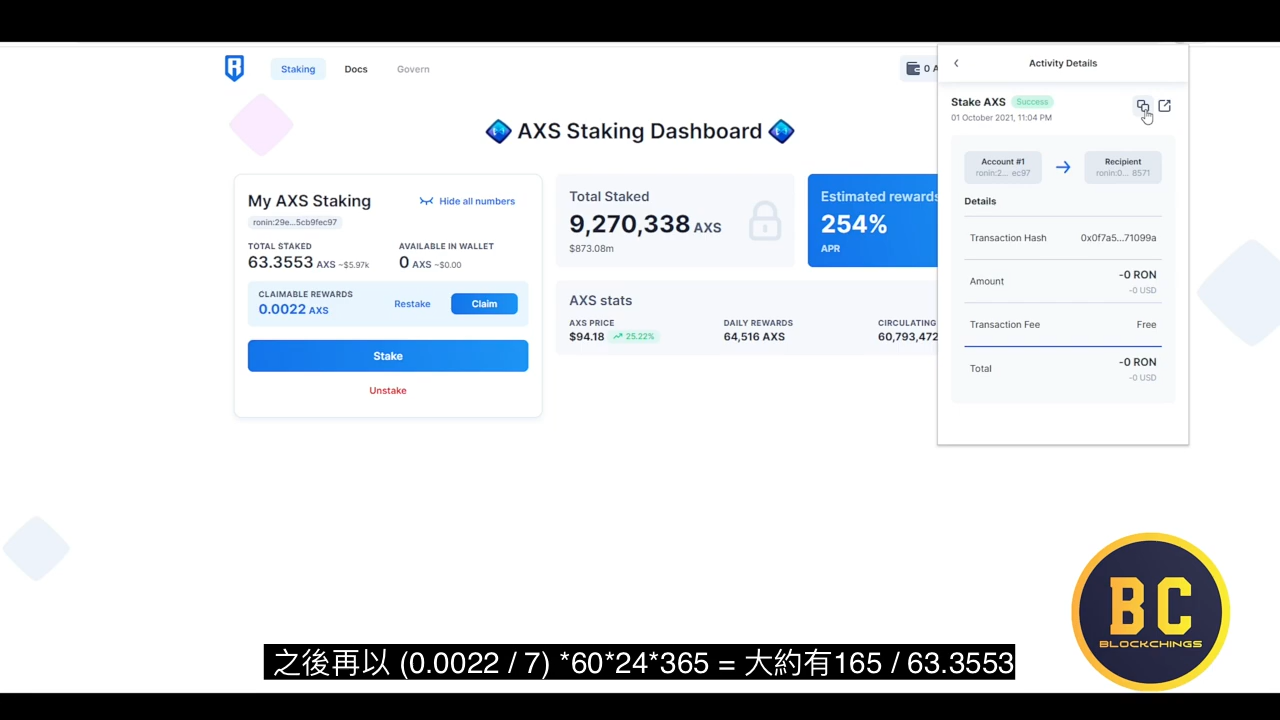 Staking Docs Govern
0 A
AXS Staking Dashboard
My AXS Staking
Hide all numbers
ronin:29e...5cb9fec97
TOTAL STAKED
63.3553 AXS ~$5.97k
AVAILABLE IN WALLET
0 AXS ~$0.00
CLAIMABLE REWARDS
0.0022 AXS
Restake
Claim
Stake
Unstake
Total Staked
9,270,338 AXS
$873.08m
Estimated rewards
254%
APR
AXS stats
AXS PRICE
$94.18 25.22%
DAILY REWARDS
64,516 AXS
CIRCULATING
60,793,472
Activity Details
Stake AXS Success
01 October 2021, 11:04 PM
Account #1
ronin:2... ec97
Recipient
ronin:0... 8571
Details
Transaction Hash 0x0f7a5...71099a
Amount -0 RON
~0 USD
Transaction Fee Free
Total -0 RON
~0 USD
BC
BLOCKCHINGS
之後再以 (0.0022 / 7) *60*24*365 = 大約有165 / 63.3553